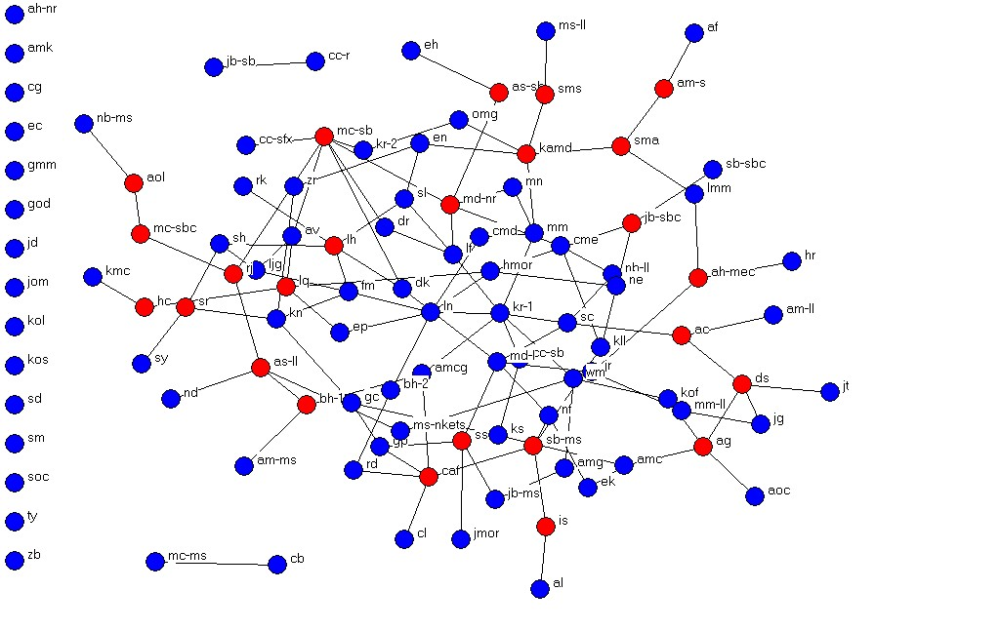 ah-nr
ms-ll
af
amk
eh
cc-r
jb-sb
cg
as-sb
sms
am-s
nb-ms
omg
ec
mc-sb
cc-sfx
kr-2
en
kamd
sma
gmm
sb-sbc
aol
rk
zr
mn
lmm
god
sl
md-nr
dr
jb-sbc
mc-sbc
av
cmd
mm
jd
sh
lh
lf
cme
hr
ljg
hmor
nh-ll
rj
kmc
ah-mec
jom
lq
fm
dk
ne
hc
sr
ln
kr-1
am-ll
kol
kn
sc
ep
ac
kll
sy
md-l
cc-sb
kos
as-ll
amcg
jr
wm
bh-2
ds
jt
nd
bh-1
gc
kof
sd
mm-ll
nf
jg
ms-nk
ets
ks
gp
ss
sb-ms
ag
sm
am-ms
rd
caf
amg
amc
soc
ek
jb-ms
aoc
ty
is
cl
jmor
zb
mc-ms
cb
al